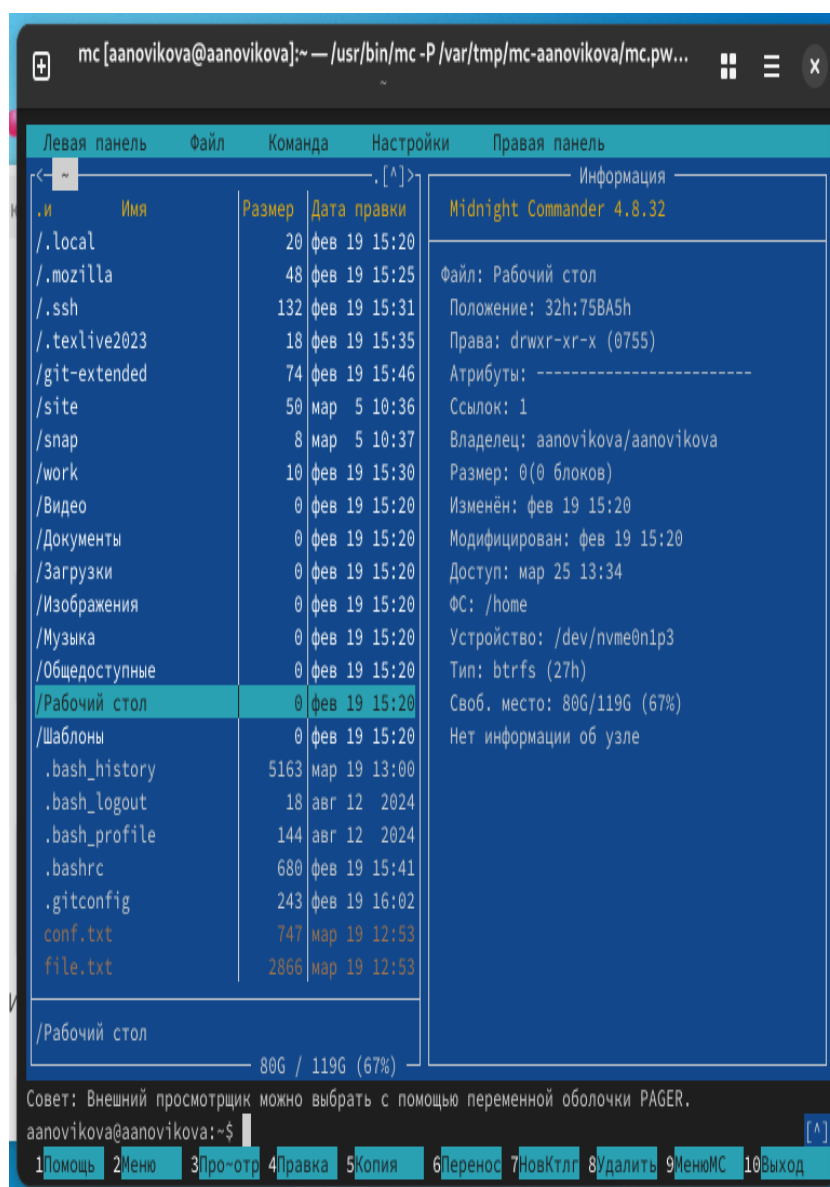 mc [aanovikova@aanovikova]:~ — /usr/bin/mc -P /var/tmp/mc-aanovikova/mc.pw...
~
Левая панель Файл Команда Настройки Правая панель
<- ~ .[^]> Информация
.и Имя Размер Дата правки Midnight Commander 4.8.32
/.local 20 фев 19 15:20
/.mozilla 48 фев 19 15:25 Файл: Рабочий стол
/.ssh 132 фев 19 15:31 Положение: 32h:75BA5h
/.texlive2023 18 фев 19 15:35 Права: drwxr-xr-x (0755)
/git-extended 74 фев 19 15:46 Атрибуты: -------------------------
/site 50 мар 5 10:36 Ссылок: 1
/snap 8 мар 5 10:37 Владелец: aanovikova/aanovikova
/work 10 фев 19 15:30 Размер: 0(0 блоков)
/Видео 0 фев 19 15:20 Изменён: фев 19 15:20
/Документы 0 фев 19 15:20 Модифицирован: фев 19 15:20
/Загрузки 0 фев 19 15:20 Доступ: мар 25 13:34
/Изображения 0 фев 19 15:20 ФС: /home
/Музыка 0 фев 19 15:20 Устройство: /dev/nvme0n1p3
/Общедоступные 0 фев 19 15:20 Тип: btrfs (27h)
/Рабочий стол 0 фев 19 15:20 Своб. место: 80G/119G (67%)
/Шаблоны 0 фев 19 15:20 Нет информации об узле
.bash_history 5163 мар 19 13:00
.bash_logout 18 авг 12 2024
.bash_profile 144 авг 12 2024
.bashrc 680 фев 19 15:41
.gitconfig 243 фев 19 16:02
conf.txt 747 мар 19 12:53
file.txt 2866 мар 19 12:53
/Рабочий стол
80G / 119G (67%)
Совет: Внешний просмотрщик можно выбрать с помощью переменной оболочки PAGER.
aanovikova@aanovikova:~$ [^]
1Помощь 2Меню 3Про~отр 4Правка 5Копия 6Перенос 7НовКтлг 8Удалить 9МенюMC 10Выход